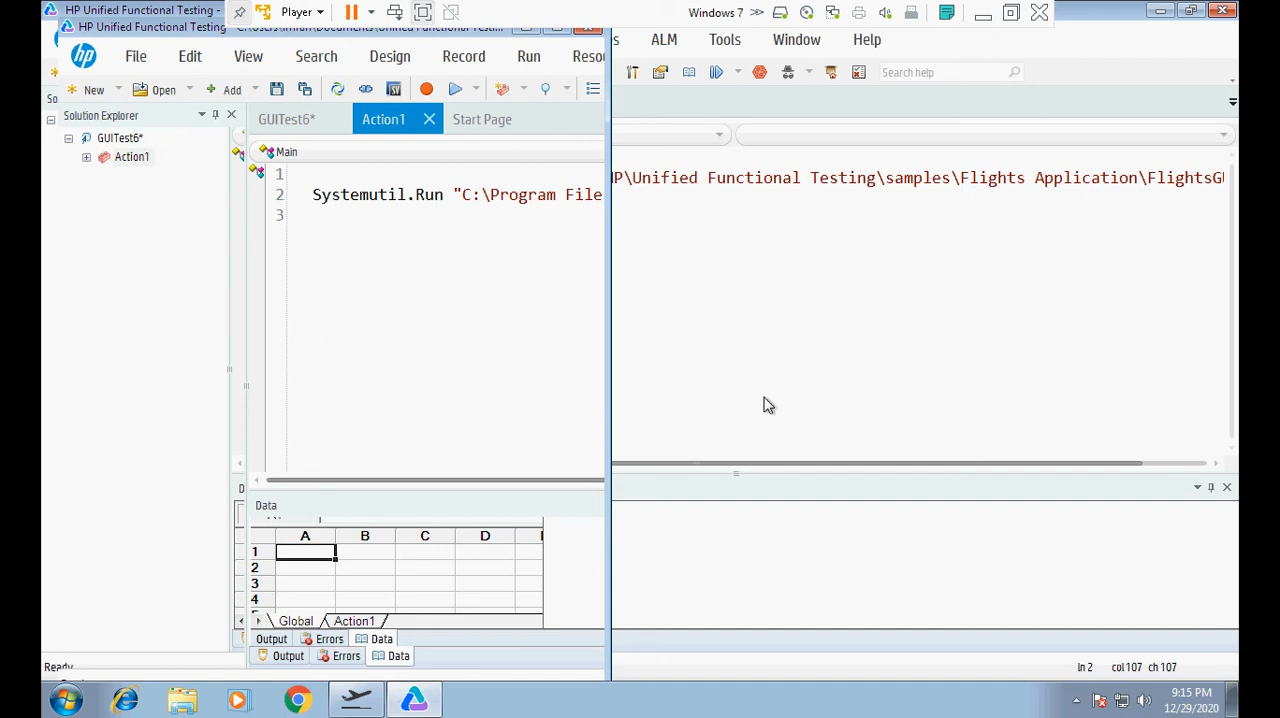 HP Unified Functional Testing -
Player
Windows 7
HP Unified Functional Testing
File Edit View Search Design Record Run Resou
ALM Tools Window Help
New Open Add
Search help
So
Solution Explorer
GUITest6*
Action1
GUITest6* Action1 Start Page
Main
1
2 Systemutil.Run "C:\Program File
HP\Unified Functional Testing\samples\Flights Application\FlightsGU
3
D
Data
A B C D
1
2
3
4
Global Action1
Output Errors Data
Output Errors Data
Ready
ln 2 col 107 ch 107
9:15 PM
12/29/2020